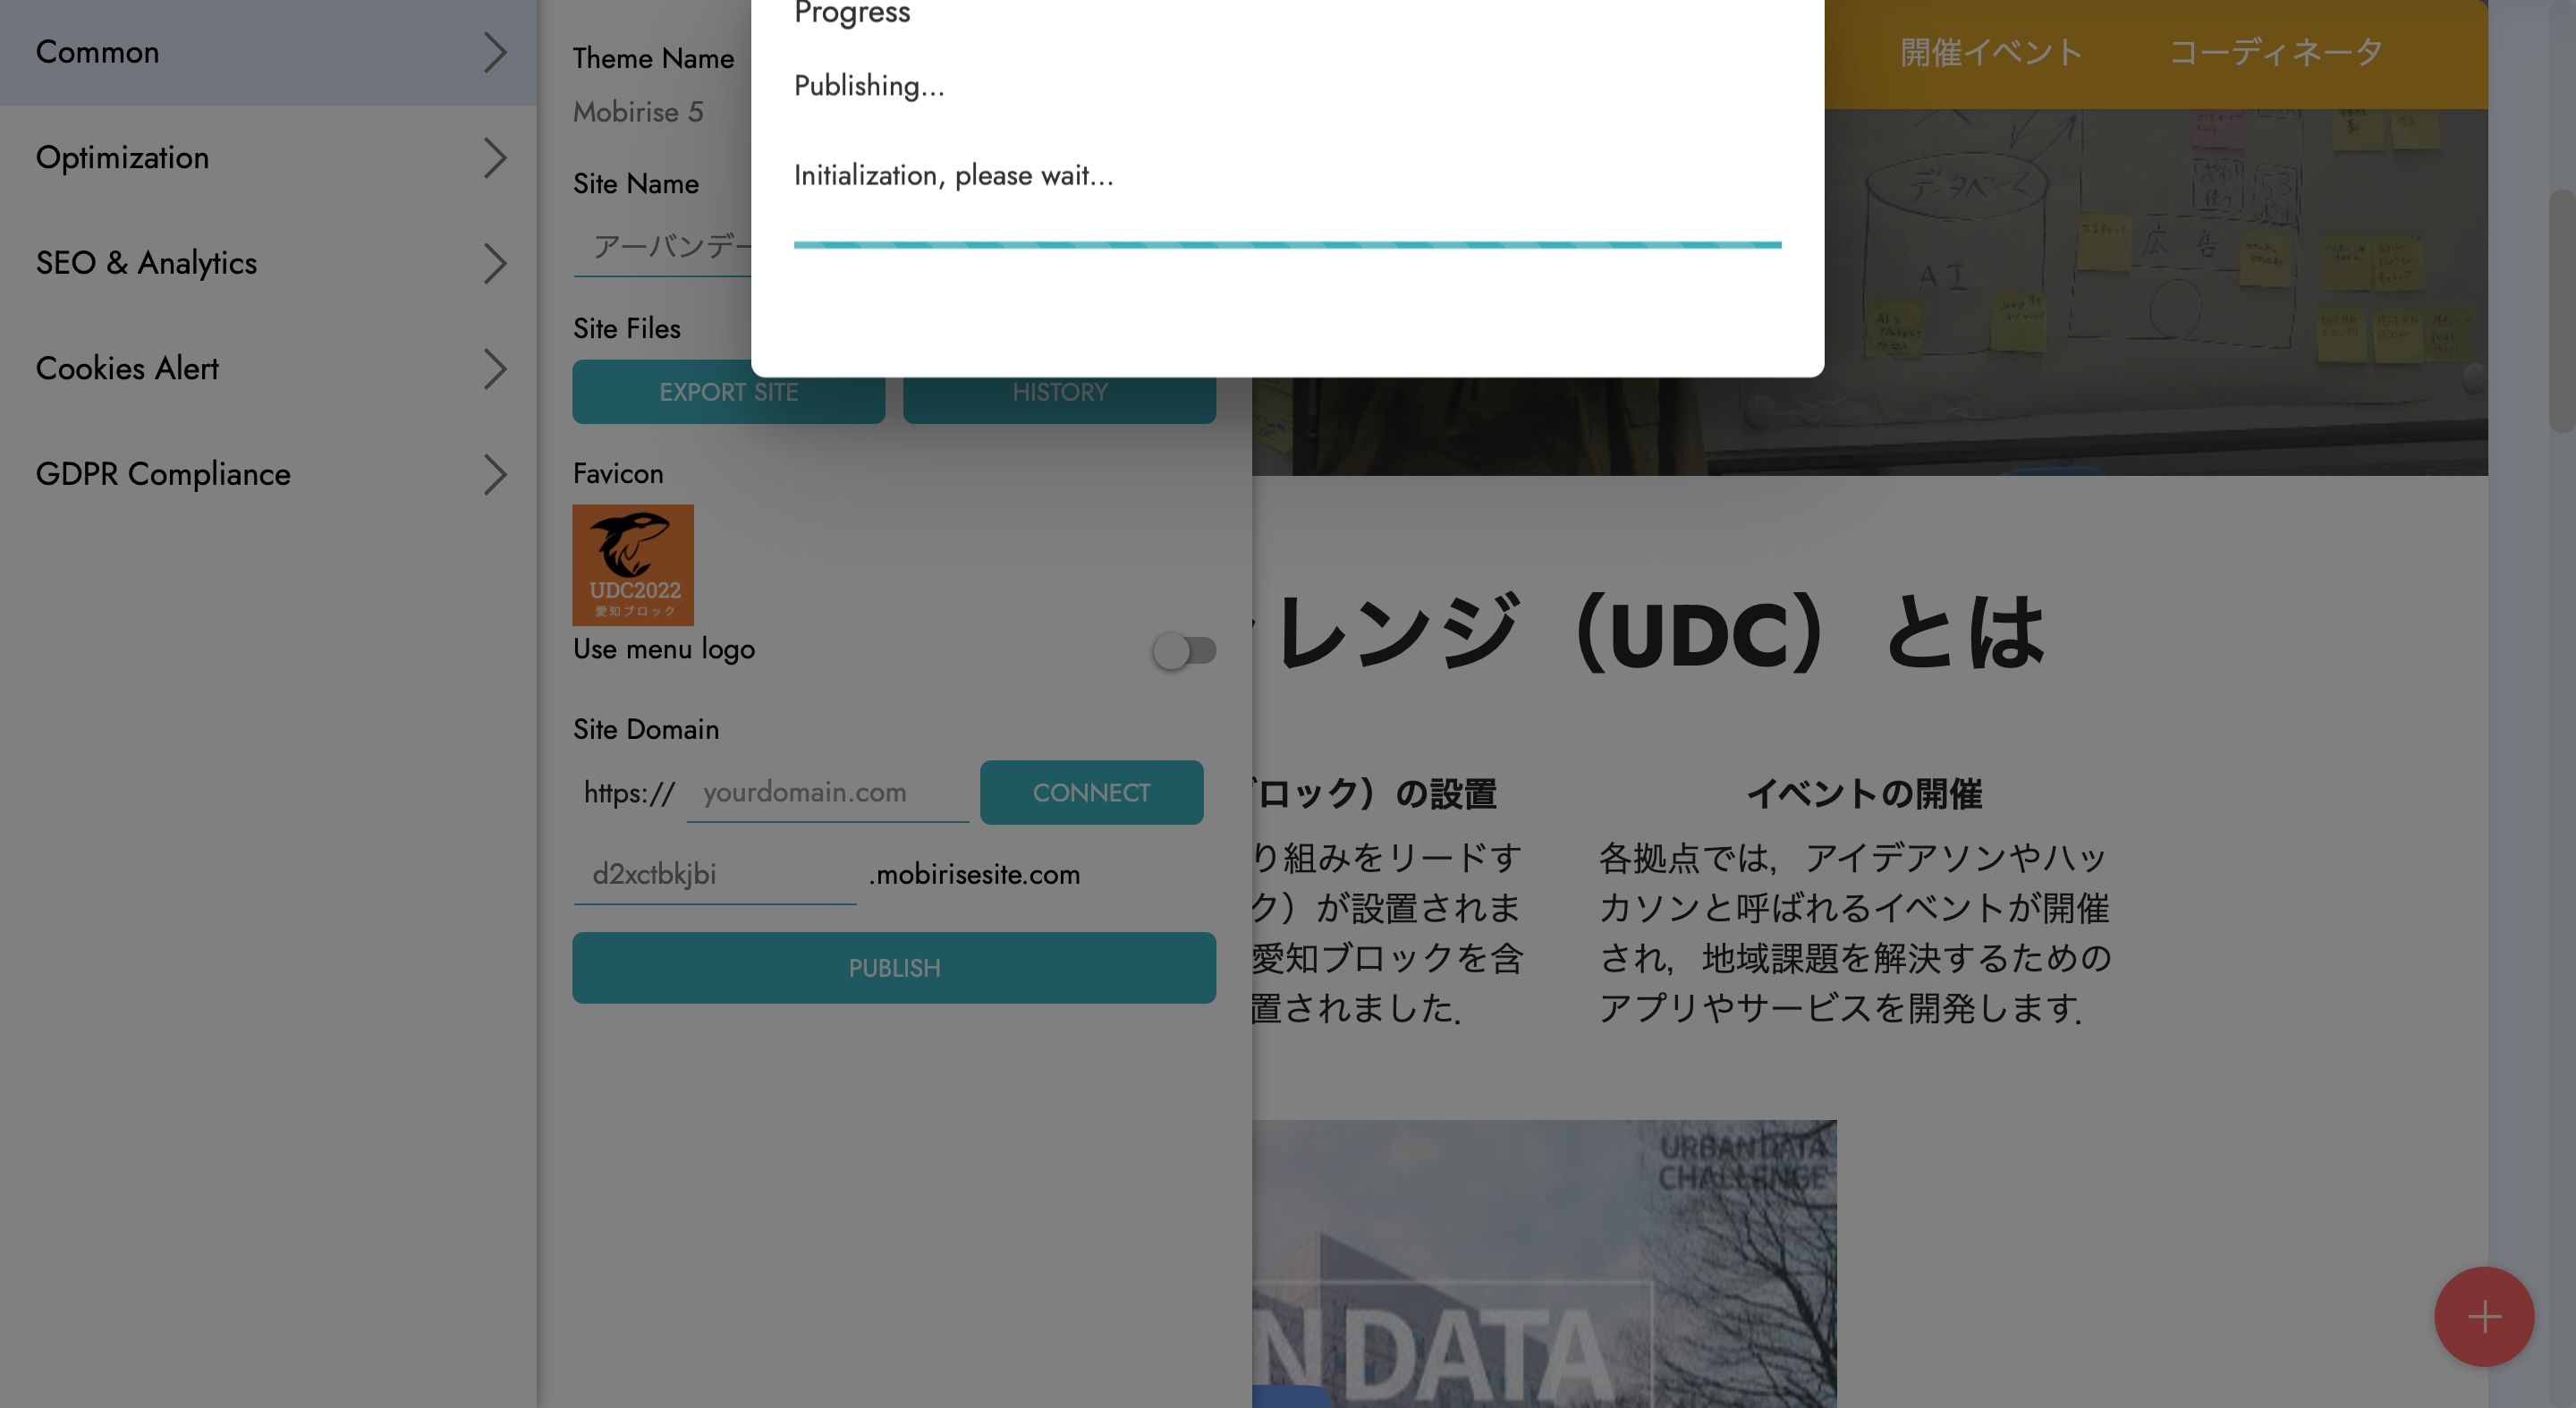 Common
Optimization
SEO & Analytics
Cookies Alert
GDPR Compliance
Theme Name
Mobirise 5
Site Name
アーバンデー
Site Files
EXPORT SITE
HISTORY
Favicon
UDC2022
愛知ブロック
Use menu logo
Site Domain
https://
yourdomain.com
CONNECT
d2xctbkjbi
.mobirisesite.com
PUBLISH
Progress
Publishing...
Initialization, please wait...
開催イベント
コーディネータ
データベース
AI
広告
レンジ（UDC）とは
ロック）の設置
り組みをリードす
ク）が設置されま
愛知ブロックを含
置されました．
イベントの開催
各拠点では，アイデアソンやハッ
カソンと呼ばれるイベントが開催
され，地域課題を解決するための
アプリやサービスを開発します．
URBAN DATA
CHALLENGE
N DATA